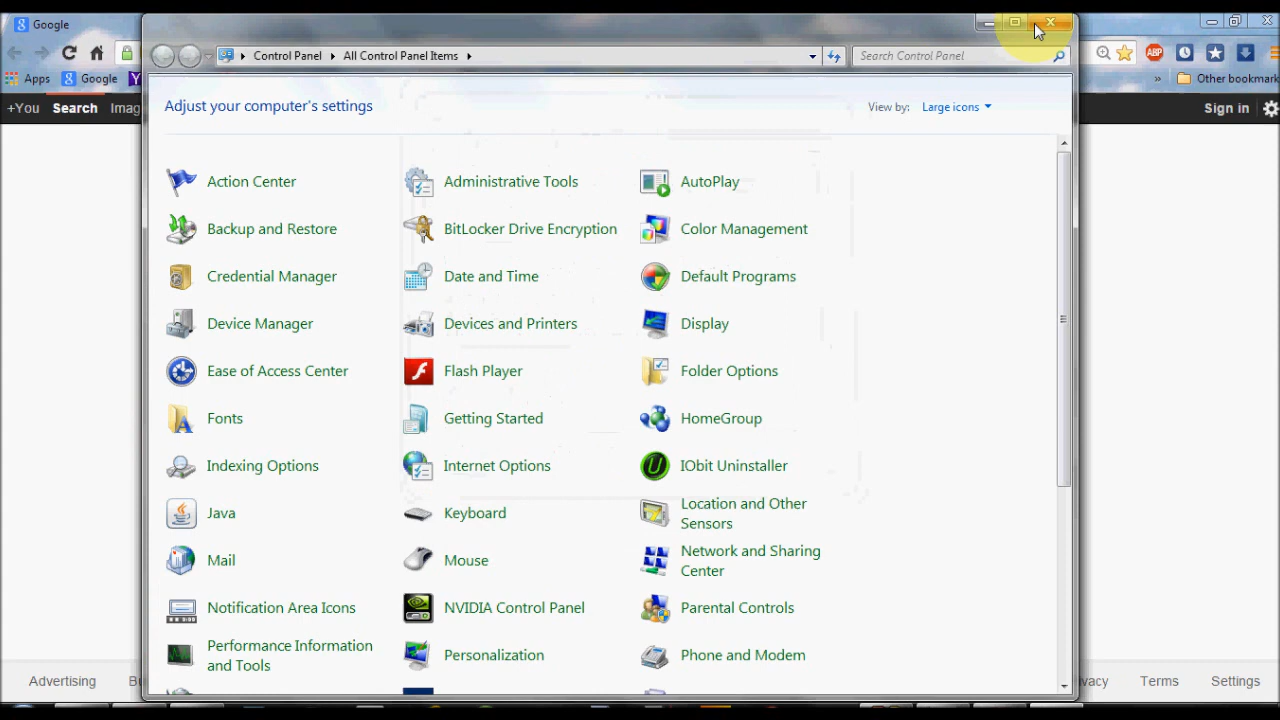 Google
Control Panel
All Control Panel Items
Search Control Panel
ABP
Apps
Google
Y
»
Other bookmark
+You
Search
Imag
Sign in
Adjust your computer's settings
View by:
Large icons
Action Center
Administrative Tools
AutoPlay
Backup and Restore
BitLocker Drive Encryption
Color Management
Credential Manager
Date and Time
Default Programs
Device Manager
Devices and Printers
Display
Ease of Access Center
Flash Player
Folder Options
Fonts
Getting Started
HomeGroup
Indexing Options
Internet Options
IObit Uninstaller
Java
Keyboard
Location and Other
Sensors
Mail
Mouse
Network and Sharing
Center
Notification Area Icons
NVIDIA Control Panel
Parental Controls
Performance Information
and Tools
Personalization
Phone and Modem
Advertising
Bu
vacy
Terms
Settings